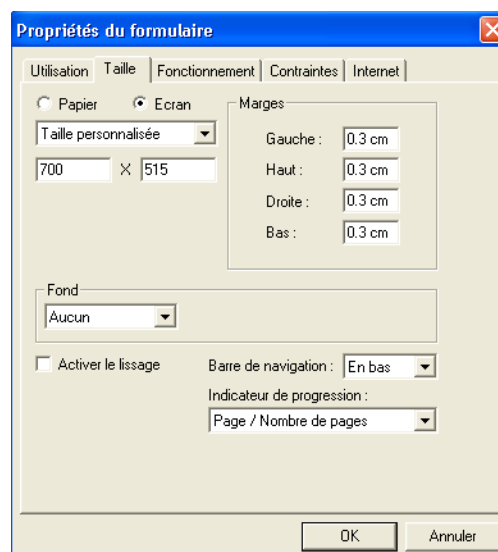 Propriétés du formulaire
Utilisation Taille Fonctionnement Contraintes Internet
Papier Ecran
Taille personnalisée
700 X 515
Marges
Gauche : 0.3 cm
Haut : 0.3 cm
Droite : 0.3 cm
Bas : 0.3 cm
Fond
Aucun
Activer le lissage Barre de navigation : En bas
Indicateur de progression :
Page / Nombre de pages
OK Annuler